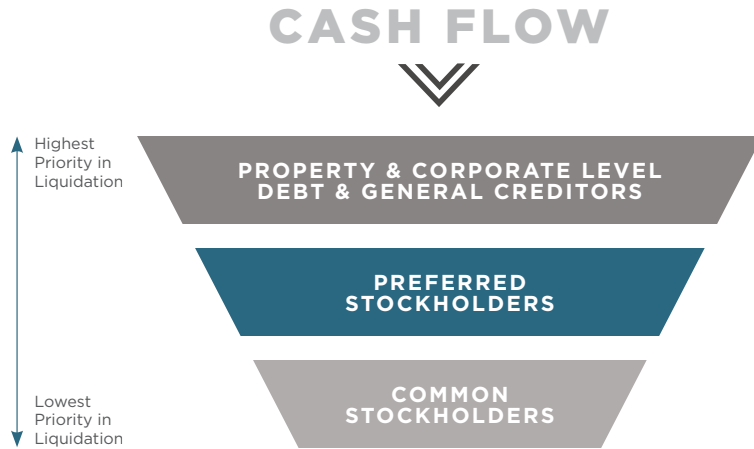 CASH FLOW
Highest
Priority in
Liquidation
PROPERTY & CORPORATE LEVEL
DEBT & GENERAL CREDITORS
PREFERRED
STOCKHOLDERS
COMMON
STOCKHOLDERS
Lowest
Priority in
Liquidation